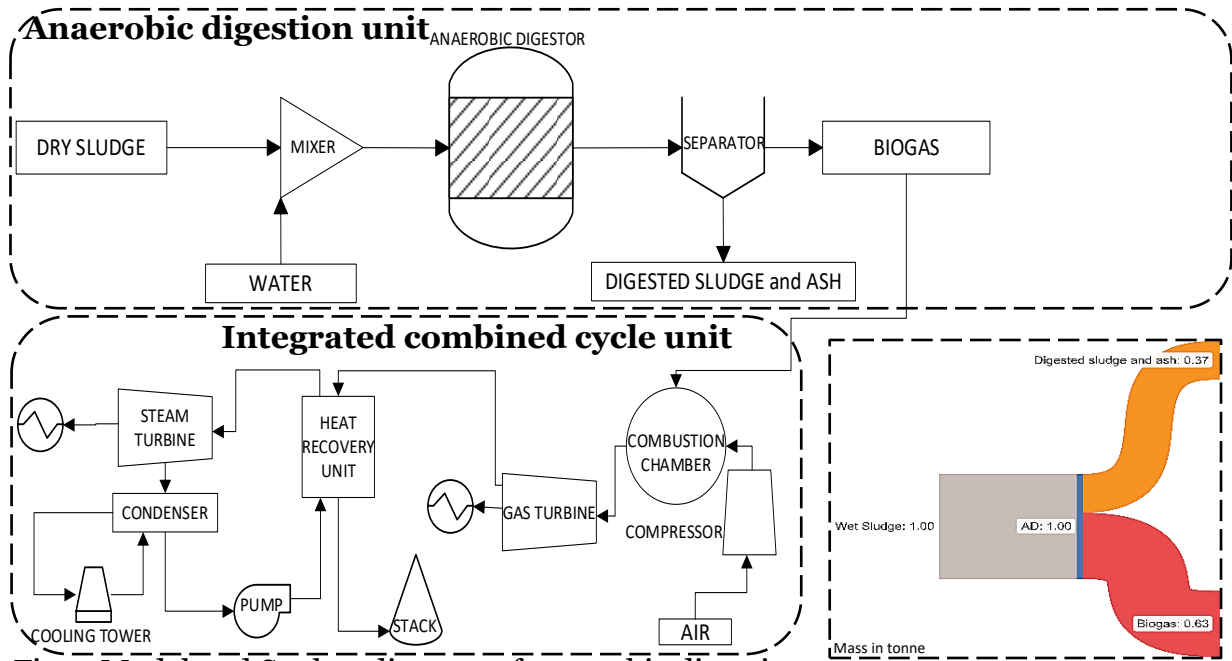 Anaerobic digestion unit
ANAEROBIC DIGESTOR
DRY SLUDGE
MIXER
SEPARATOR
BIOGAS
WATER
DIGESTED SLUDGE and ASH
Integrated combined cycle unit
STEAM
TURBINE
HEAT
RECOVERY
UNIT
COMBUSTION
CHAMBER
CONDENSER
GAS TURBINE
COMPRESSOR
PUMP
STACK
AIR
COOLING TOWER
Digested sludge and ash: 0.37
Wet Sludge: 1.00
AD: 1.00
Biogas: 0.63
Mass in tonne